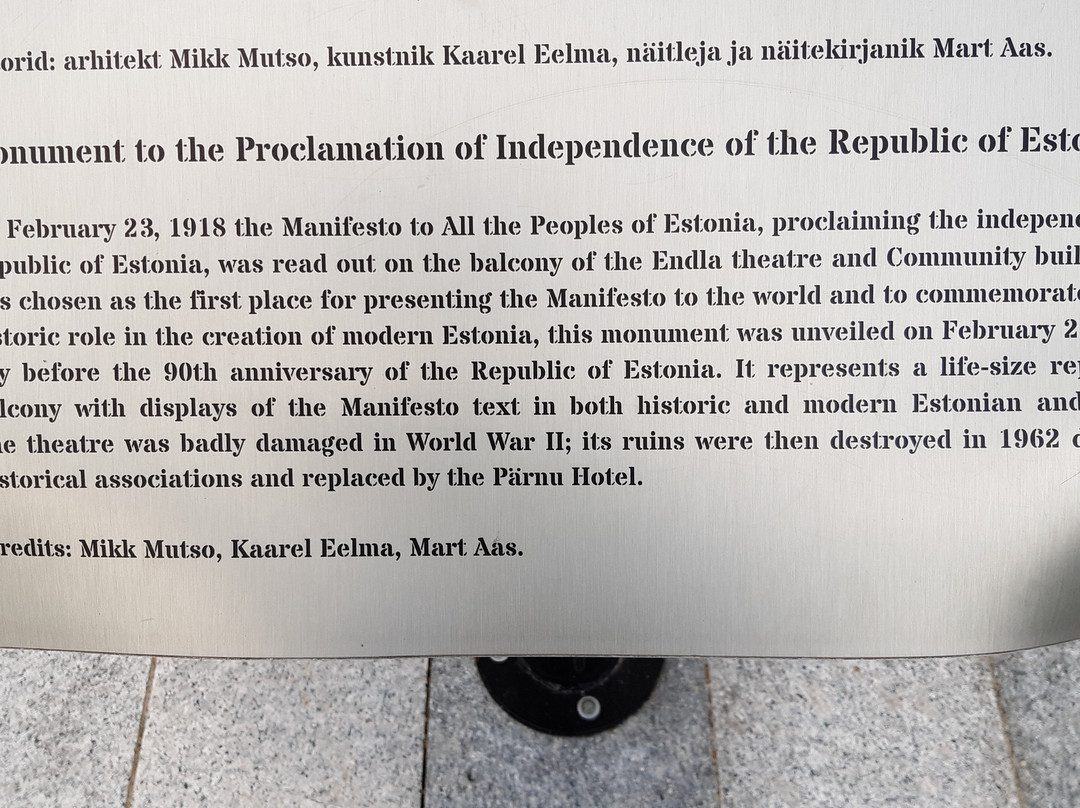 orid: arhitekt Mikk Mutso, kunstnik Kaarel Eelma, näitleja ja näitekirjanik Mart Aas.
onument to the Proclamation of Independence of the Republic of Esto
February 23, 1918 the Manifesto to All the Peoples of Estonia, proclaiming the indepen
public of Estonia, was read out on the balcony of the Endla theatre and Community buil
s chosen as the first place for presenting the Manifesto to the world and to commemorat
storic role in the creation of modern Estonia, this monument was unveiled on February 2
y before the 90th anniversary of the Republic of Estonia. It represents a life-size rep
lcony with displays of the Manifesto text in both historic and modern Estonian and
e theatre was badly damaged in World War II; its ruins were then destroyed in 1962
storical associations and replaced by the Pärnu Hotel.
redits: Mikk Mutso, Kaarel Eelma, Mart Aas.